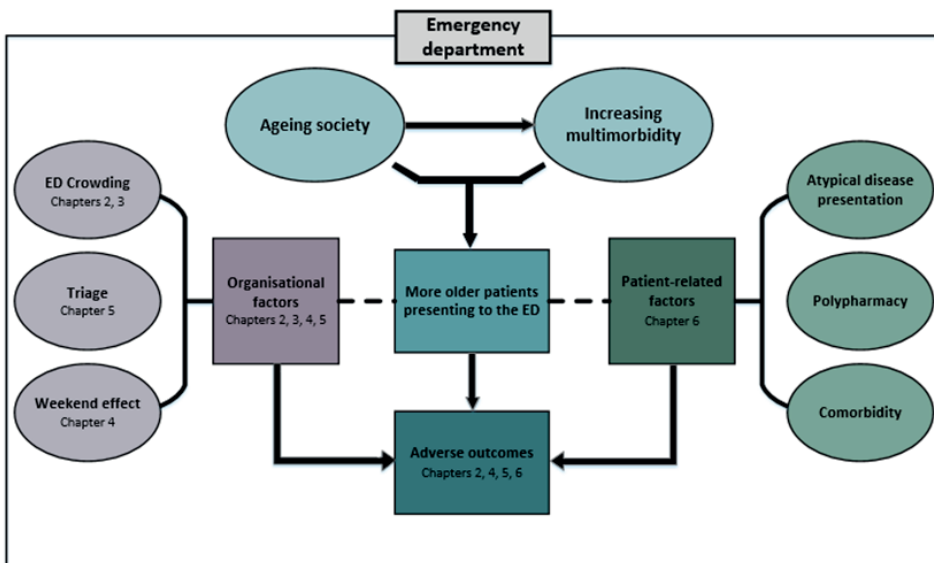 Emergency
department
Ageing society
Increasing
multimorbidity
ED Crowding
Chapters 2, 3
Triage
Chapter 5
Weekend effect
Chapter 4
Organisational
factors
Chapters 2, 3, 4, 5
More older patients
presenting to the ED
Patient-related
factors
Chapter 6
Atypical disease
presentation
Polypharmacy
Comorbidity
Adverse outcomes
Chapters 2, 4, 5, 6